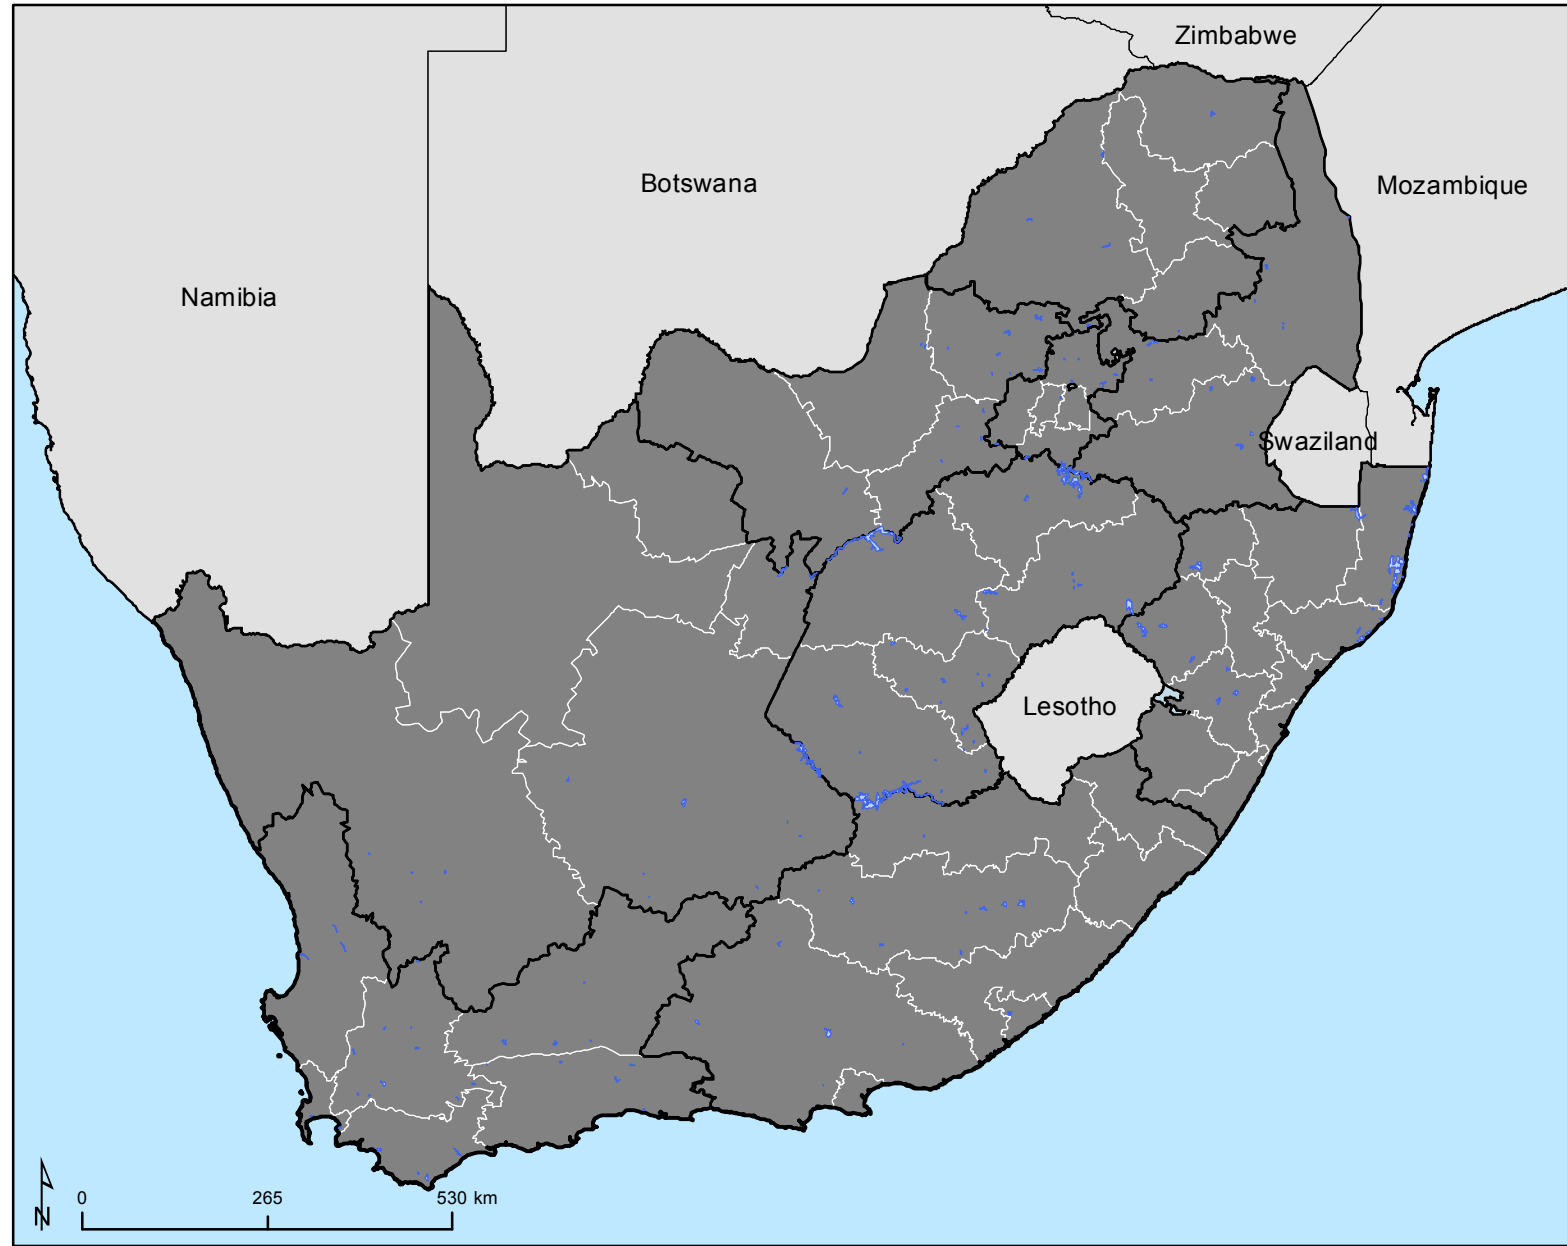 Zimbabwe
Botswana
Mozambique
Namibia
Swaziland
Lesotho
N
0 265 530 km